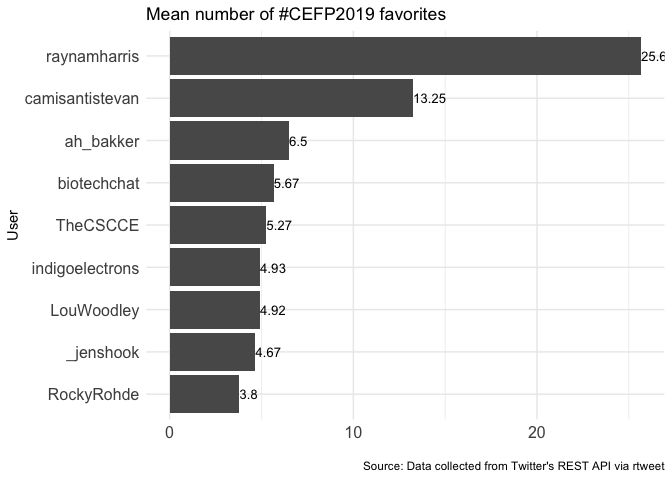 Mean number of #CEFP2019 favorites
raynamharris
25.6
camisantistevan
13.25
ah_bakker
6.5
biotechchat
5.67
TheCSCCE
5.27
indigoelectrons
4.93
LouWoodley
4.92
_jenshook
4.67
RockyRohde
3.8
User
0 10 20
Source: Data collected from Twitter's REST API via rtweet